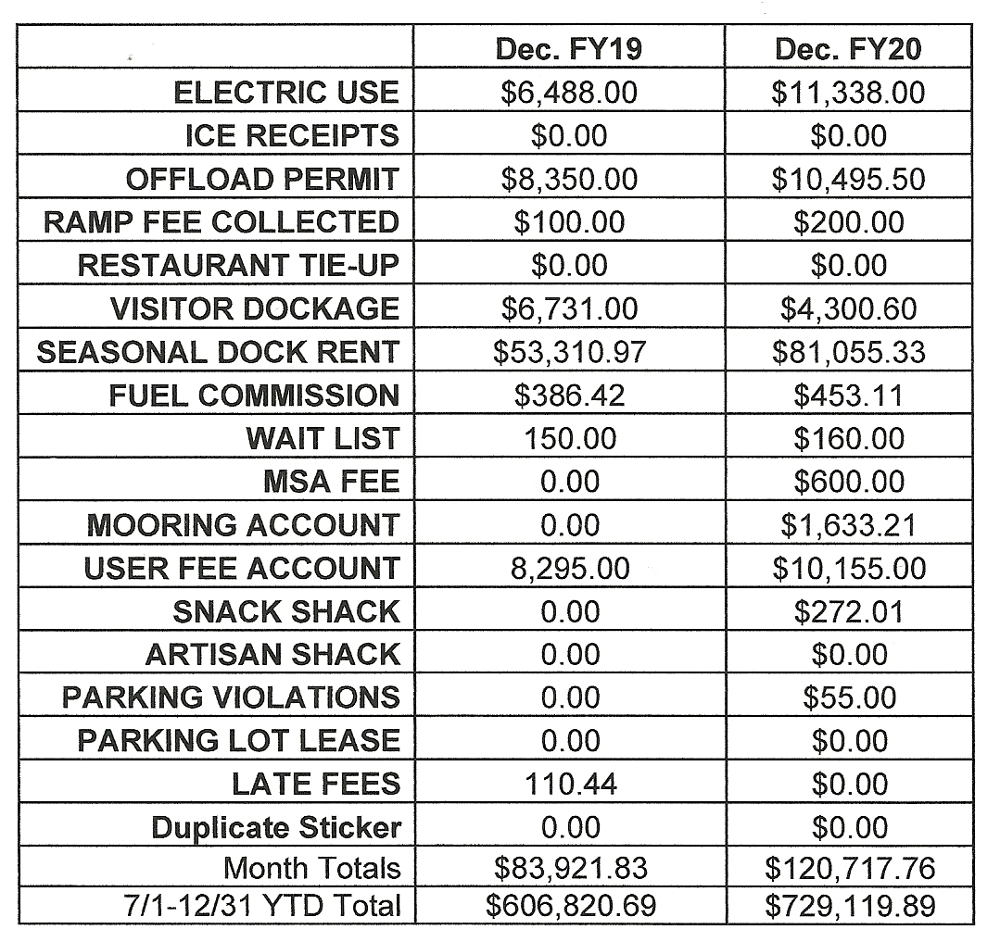 Dec. FY19 Dec. FY20
ELECTRIC USE $6,488.00 $11,338.00
ICE RECEIPTS $0.00 $0.00
OFFLOAD PERMIT $8,350.00 $10,495.50
RAMP FEE COLLECTED $100.00 $200.00
RESTAURANT TIE-UP $0.00 $0.00
VISITOR DOCKAGE $6,731.00 $4,300.60
SEASONAL DOCK RENT $53,310.97 $81,055.33
FUEL COMMISSION $386.42 $453.11
WAIT LIST 150.00 $160.00
MSA FEE 0.00 $600.00
MOORING ACCOUNT 0.00 $1,633.21
USER FEE ACCOUNT 8,295.00 $10,155.00
SNACK SHACK 0.00 $272.01
ARTISAN SHACK 0.00 $0.00
PARKING VIOLATIONS 0.00 $55.00
PARKING LOT LEASE 0.00 $0.00
LATE FEES 110.44 $0.00
Duplicate Sticker 0.00 $0.00
Month Totals $83,921.83 $120,717.76
7/1-12/31 YTD Total $606,820.69 $729,119.89